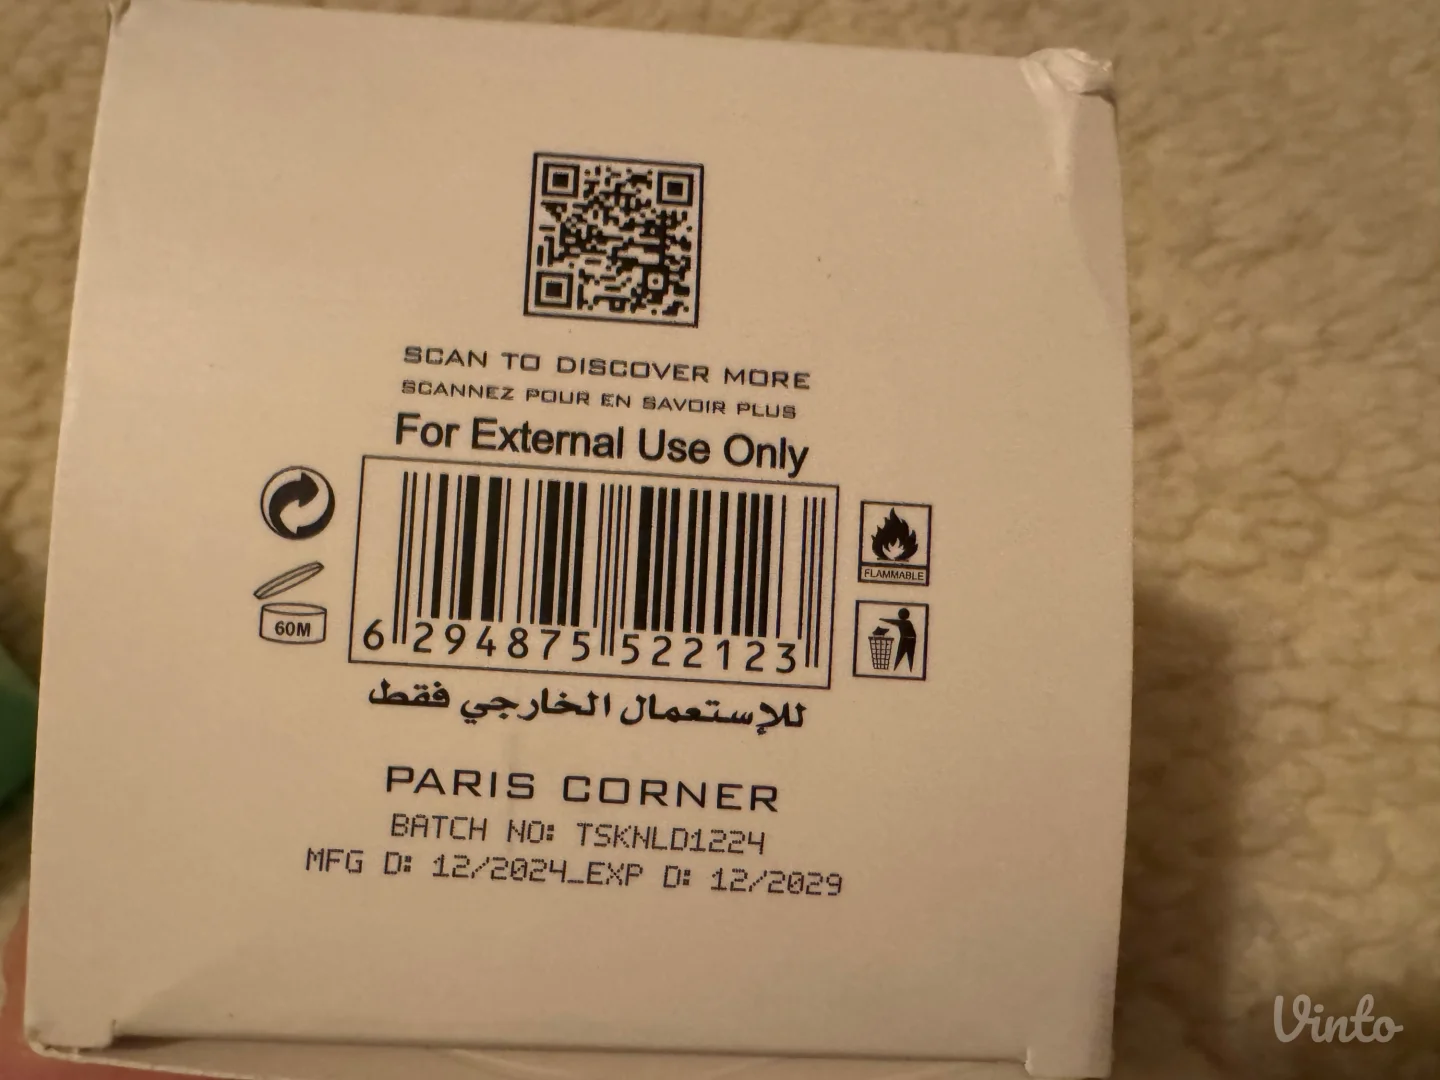 SCAN TO DISCOVER MORE
SCANNEZ POUR EN SAVOIR PLUS
For External Use Only
FLAMMABLE
60M
6 294875 522123
للإستعمال الخارجي فقط
PARIS CORNER
BATCH NO: TSKNLD1224
MFG D: 12/2024_EXP D: 12/2029
Vinto